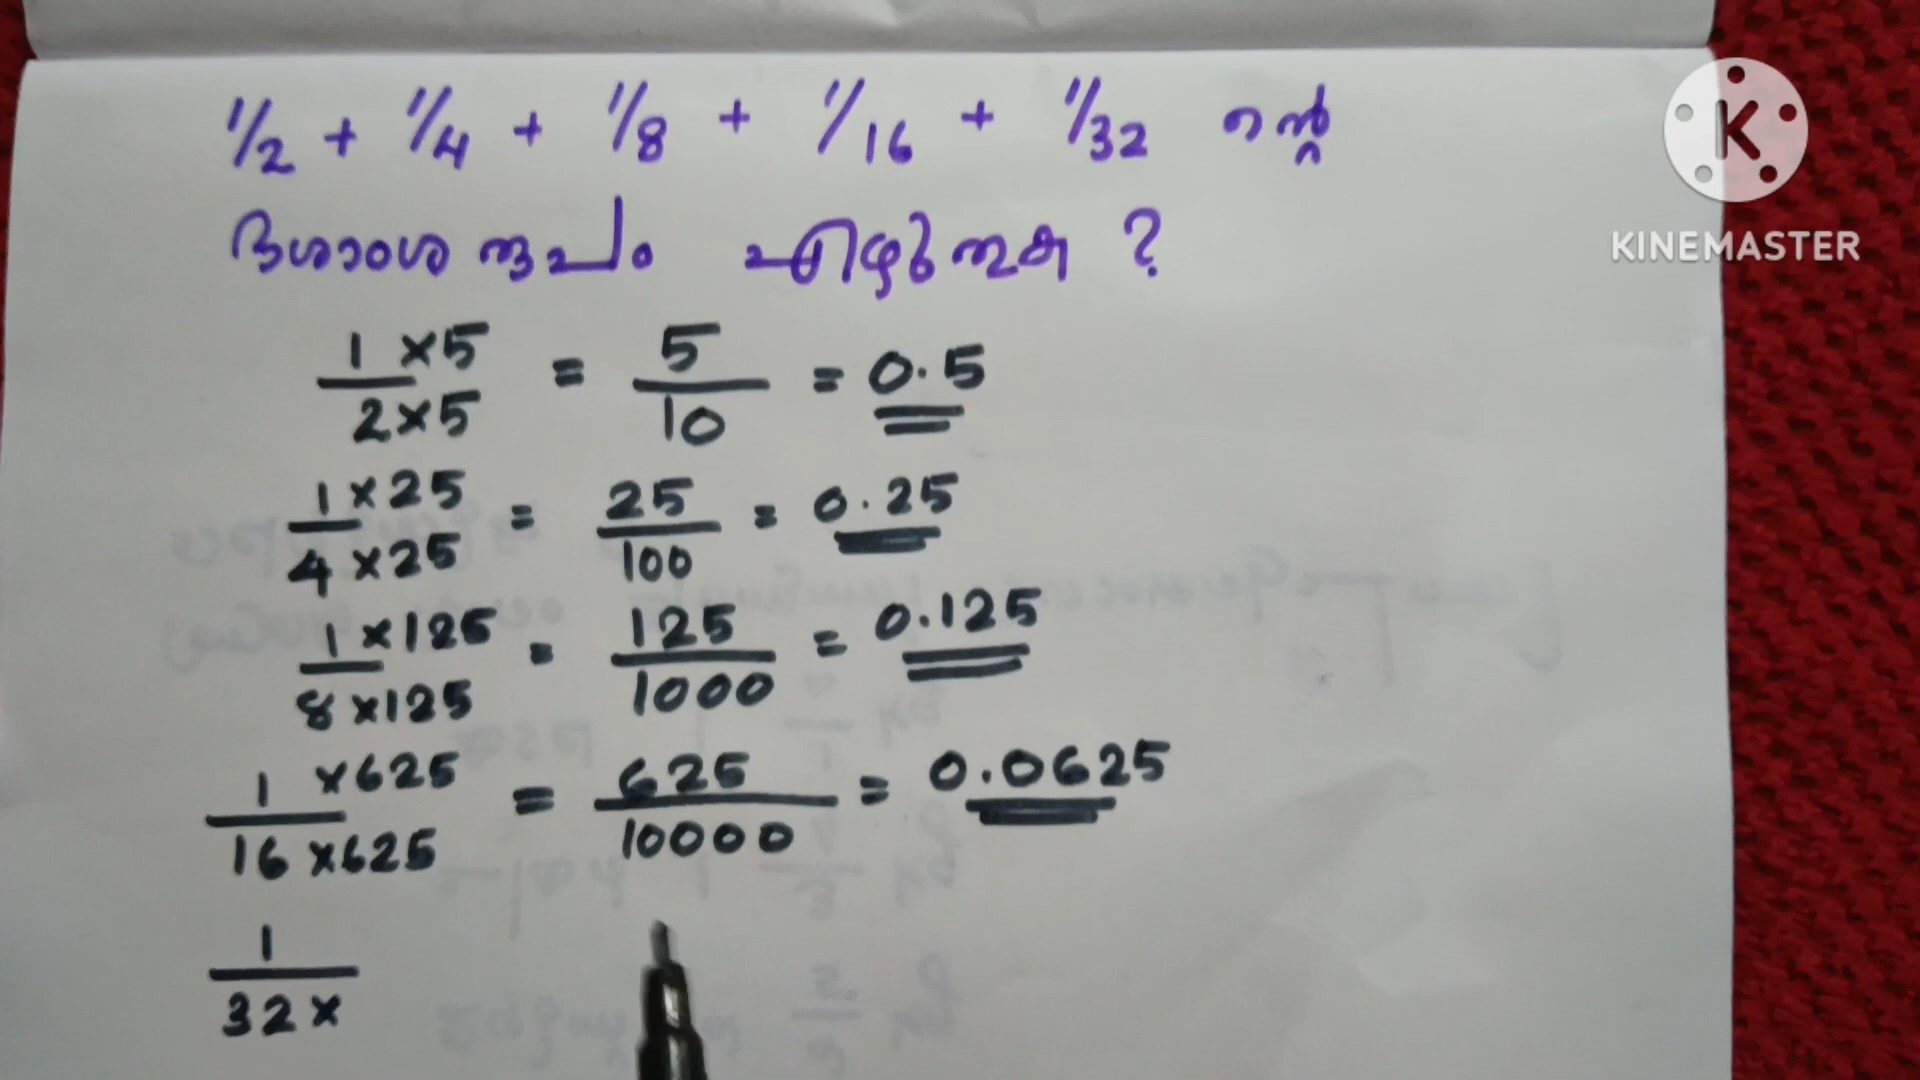 1/2 + 1/4 + 1/8 + 1/16 + 1/32 ന്റെ
ദശാംശ രൂപം എഴുതുക ?
1 × 5 / 2 × 5 = 5 / 10 = 0.5
1 × 25 / 4 × 25 = 25 / 100 = 0.25
1 × 125 / 8 × 125 = 125 / 1000 = 0.125
1 × 625 / 16 × 625 = 625 / 10000 = 0.0625
1 / 32 ×
K
KINEMASTER